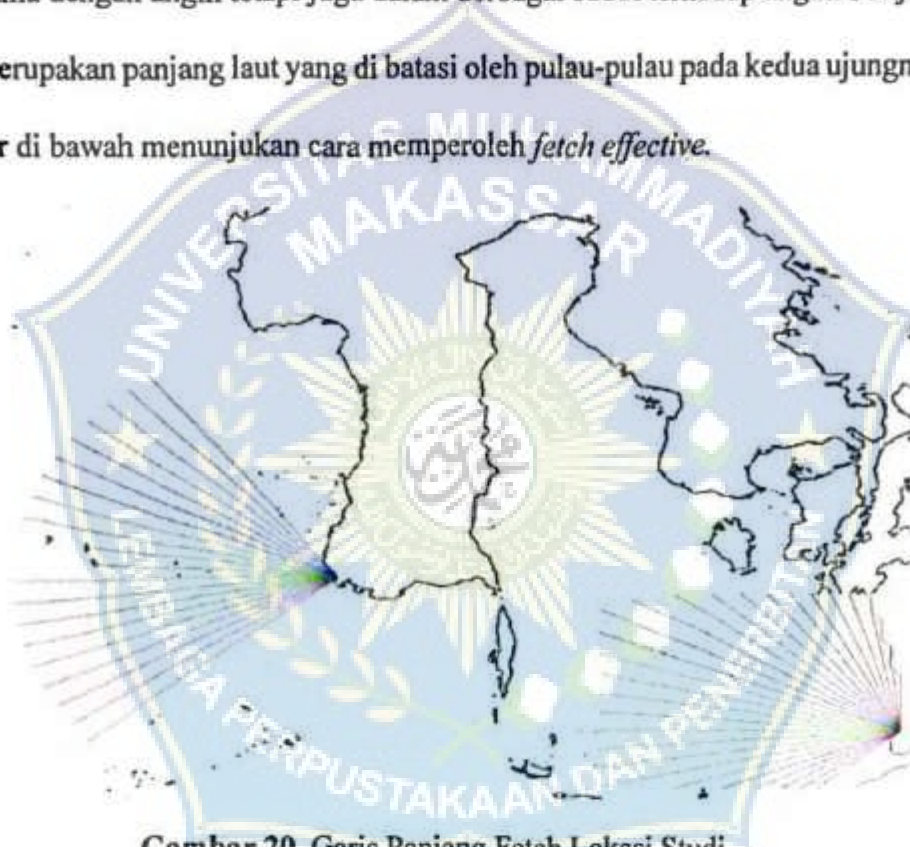 erupakan panjang laut yang di batasi oleh pulau-pulau pada kedua ujungn
r di bawah menunjukan cara memperoleh fetch effective.
UNIVERSITAS MUHAMMADIYAH
MAKASSAR
LEMBAGA PERPUSTAKAAN DAN PENERBITAN
Gambar 20. Garis Panjang Fetch Lokasi Studi